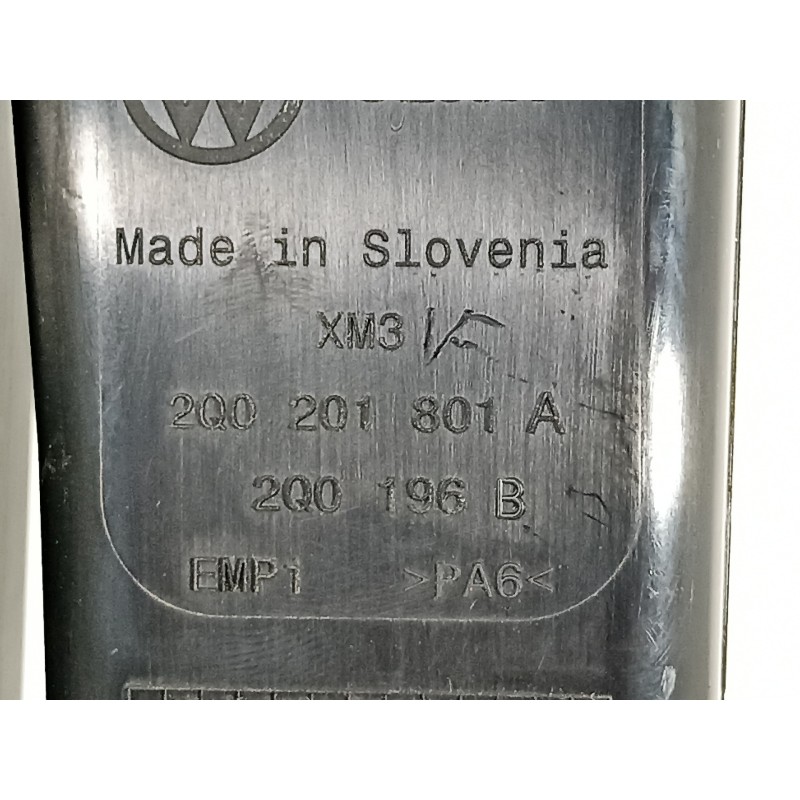 Made in Slovenia
XM3
2Q0 201 801 A
2Q0 196 B
EMP1 >PA6<